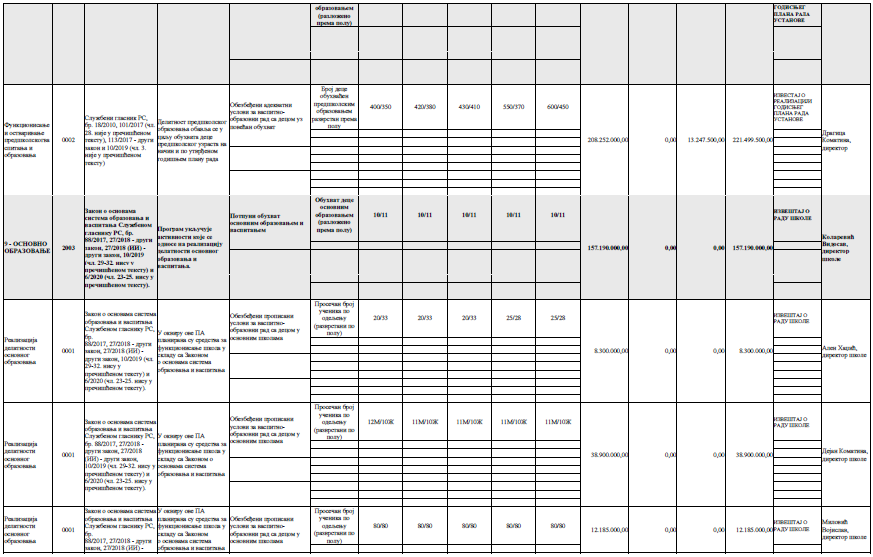 образовањем
(разложено
према полу)
ГОДИСЊЕГ
ПЛАНА РАДА
УСТАНОВЕ
Функционисање
и остваривање
предшколскогва
спитања и
образовања
0002
Службени гласник РС,
бр. 18/2010, 101/2017 (чл.
28. није у пречишћеном
тексту), 113/2017 - други
закон и 10/2019 (чл. 3.
није у пречишћеном
тексту)
Делатност предшколског
образовања обавља се у
циљу обухвата деце
предшколског узраста на
начин и по утврђеном
годишњем плану рада
Обезбеђени адекватни
услови за васпитно-
образовни рад са децом уз
повећан обухват
Број деце
обухваћен
предшколским
образовањем
разврстан према
полу
400/350
420/380
430/410
550/370
600/450
208.252.000,00
0,00
13.247.500,00
221.499.500,00
ИЗВЕСТАЈ О
РЕАЛИЗАЦИЈИ
ГОДИСЊЕГ
ПЛАНА РАДА
УСТАНОВЕ
Драгица
Коматина,
директор
9 - ОСНОВНО
ОБРАЗОВАЊЕ
2003
Закон о основама
система образовања и
васпитања Службеном
гласнику РС, бр.
88/2017, 27/2018 - други
закон, 27/2018 (ИИ) -
други закон, 10/2019
(чл. 29-32. нису у
пречишћеном тексту) и
6/2020 (чл. 23-25. нису у
пречишћеном тексту).
Програм укључује
активности које се
односе на реализацију
делатности основног
образовања и
васпитања.
Потпуни обухват
основним образовањем и
васпитањем
Обухват деце
основним
образовањем
(разложено
према полу)
10/11
10/11
10/11
10/11
10/11
157.190.000,00
0,00
0,00
157.190.000,00
ИЗВЕШТАЈ О
РАДУ ШКОЛЕ
Коларевић
Видосав,
директор
школе
Реализација
делатности
основног
образовања
0001
Закон о основама система
образовања и васпитања
Службеном гласнику РС,
бр.
88/2017, 27/2018 - други
закон, 27/2018 (ИИ) -
други закон, 10/2019 (чл.
29-32. нису у
пречишћеном тексту) и
6/2020 (чл. 23-25. нису у
пречишћеном тексту).
У оквиру ове ПА
планирана су средства за
функционисање школа у
складу са Законом
о основама система
образовања и васпитања
Обезбеђени прописани
услови за васпитно-
образовни рад са децом у
основним школама
Просечан број
ученика по
одељењу
(разврстани по
полу)
20/33
20/33
20/33
25/28
25/28
8.300.000,00
0,00
0,00
8.300.000,00
ИЗВЕШТАЈ О
РАДУ ШКОЛЕ
Ален Хаџић,
директор школе
Реализација
делатности
основног
образовања
0001
Закон о основама система
образовања и васпитања
Службеном гласнику РС,
бр. 88/2017, 27/2018 -
други закон, 27/2018
(ИИ) - други закон,
10/2019 (чл. 29-32. нису у
пречишћеном тексту) и
6/2020 (чл. 23-25. нису у
пречишћеном тексту).
У оквиру ове ПА
планирана су средства за
функционисање школа у
складу са Законом о
основама система
образовања и васпитања
Обезбеђени прописани
услови за васпитно-
образовни рад са децом у
основним школама
Просечан број
ученика по
одељењу
(разврстани по
полу)
12М/10Ж
11М/10Ж
11М/10Ж
11М/10Ж
11М/10Ж
38.900.000,00
0,00
0,00
38.900.000,00
ИЗВЕШТАЈ О
РАДУ ШКОЛЕ
Дејан Коматина,
директор школе
Реализација
делатности
основног
образовања
0001
Закон о основама система
образовања и васпитања
Службеном гласнику РС,
бр. 88/2017, 27/2018 -
други
закон, 27/2018 (ИИ) -
У оквиру ове ПА
планирана су средства за
функционисање школа у
складу са Законом
о основама система
образовања и васпитања
Обезбеђени прописани
услови за васпитно-
образовни рад са децом у
основним школама
Просечан број
ученика по
одељењу
(разврстани по
полу)
80/80
80/80
80/80
80/80
80/80
12.185.000,00
0,00
0,00
12.185.000,00
ИЗВЕШТАЈ О
РАДУ ШКОЛЕ
Миловић
Војислав,
директор школе